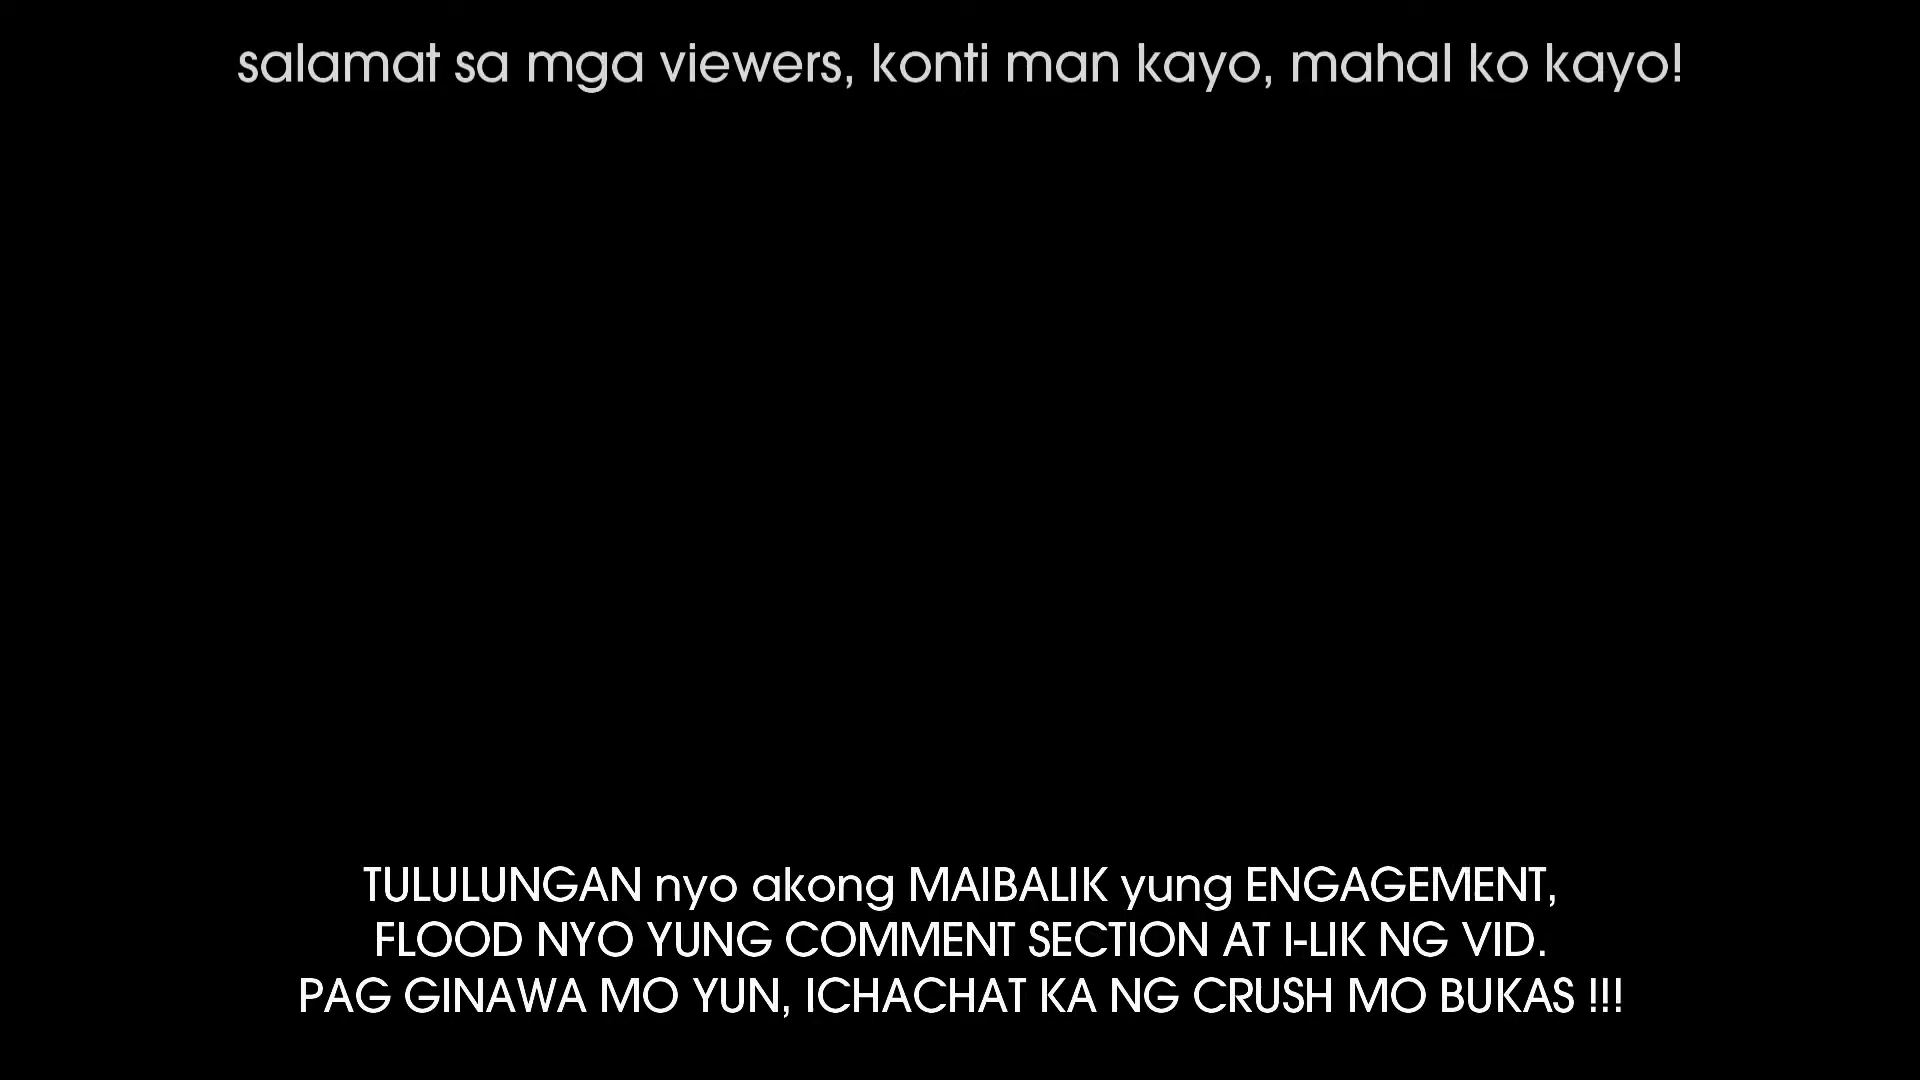 salamat sa mga viewers, konti man kayo, mahal ko kayo!
TULULUNGAN nyo akong MAIBALIK yung ENGAGEMENT,
FLOOD NYO YUNG COMMENT SECTION AT I-LIK NG VID.
PAG GINAWA MO YUN, ICHACHAT KA NG CRUSH MO BUKAS !!!